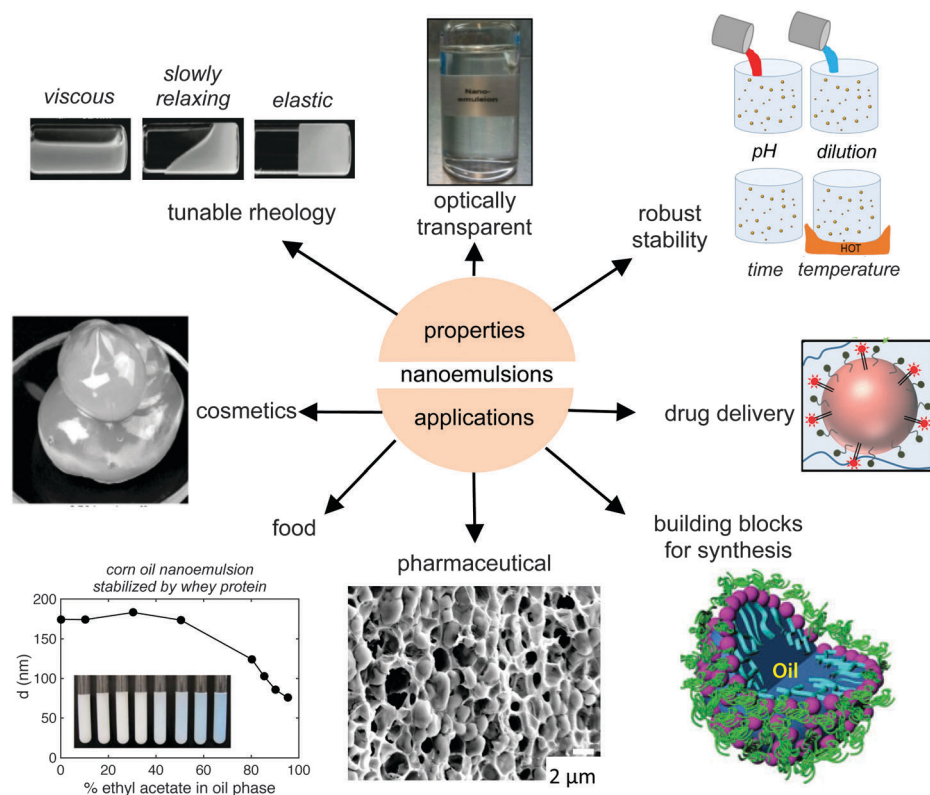 viscous
slowly
relaxing
elastic
tunable rheology
Nano-
emulsion
optically
transparent
robust
stability
pH
dilution
HOT
time
temperature
properties
nanoemulsions
applications
cosmetics
drug delivery
food
pharmaceutical
building blocks
for synthesis
corn oil nanoemulsion
stabilized by whey protein
200
150
100
50
0
d (nm)
0
20
40
60
80
100
% ethyl acetate in oil phase
2 μm
Oil